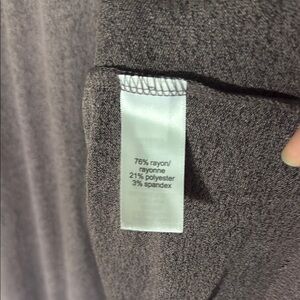 76% rayon/
rayonne
21% polyester
3% spandex